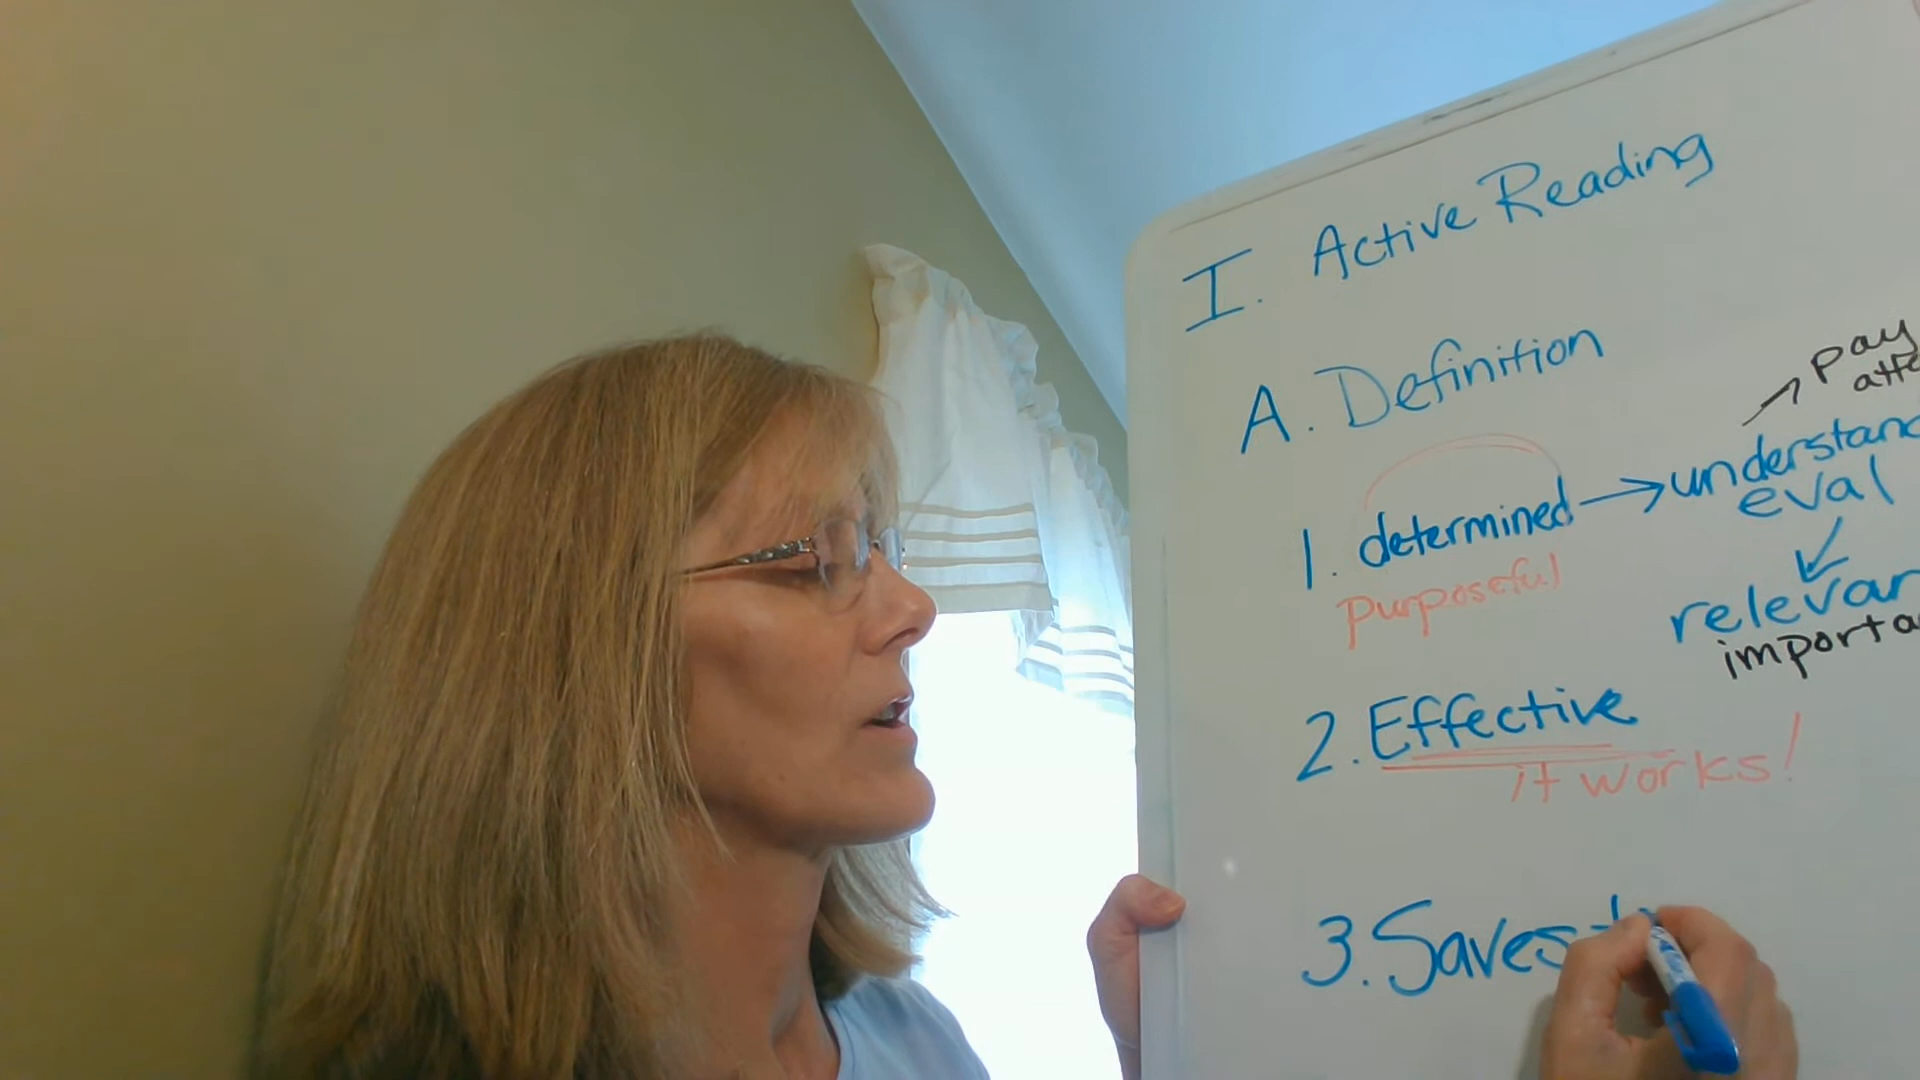 I. Active Reading
A. Definition
pay
1. determined → understand
eval
purposeful
relevan
importa
2. Effective
it works!
3. Saves